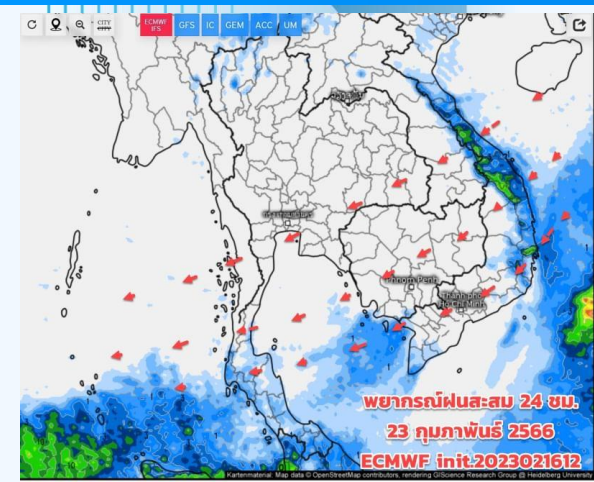 CITY
CITY
ECMWF IFS GFS IC GEM ACC UM
Phnom Penh
Thành phố
Hồ Chí Minh
พยากรณ์ฝนสะสม 24 ชม.
23 กุมภาพันธ์ 2566
ECMWF init.2023021612
Kartenmaterial: Map data © OpenStreetMap contributors, rendering GIScience Research Group @ Heidelberg University